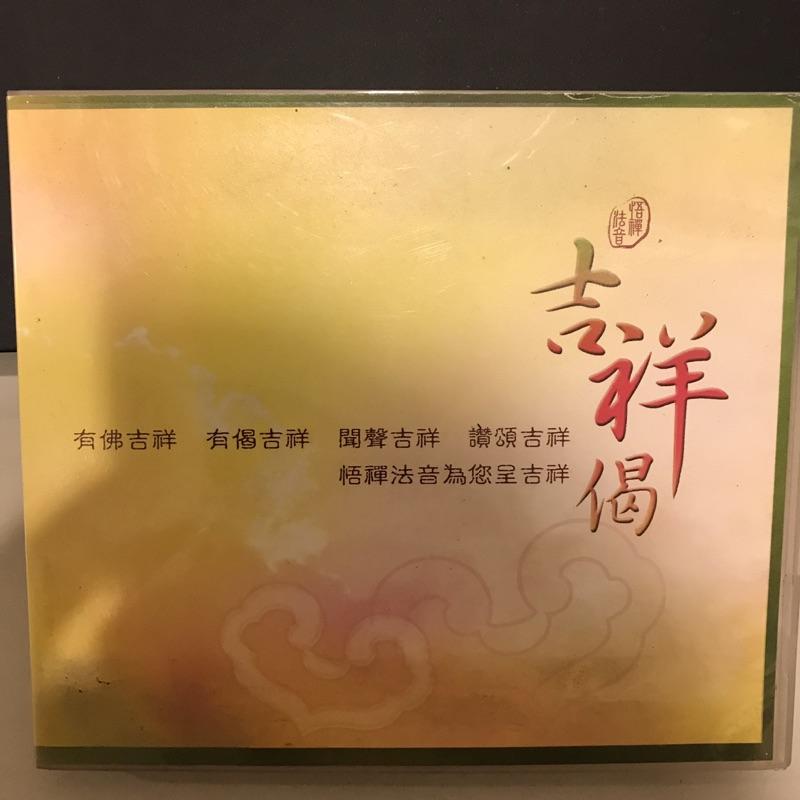 悟禪法音
吉祥偈
有佛吉祥 有偈吉祥 聞聲吉祥 讚頌吉祥
悟禪法音為您呈吉祥